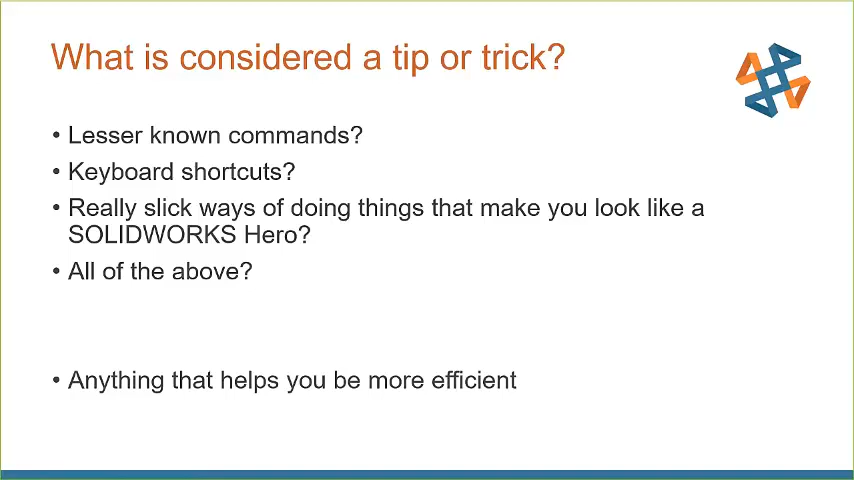 What is considered a tip or trick?
• Lesser known commands?
• Keyboard shortcuts?
• Really slick ways of doing things that make you look like a
SOLIDWORKS Hero?
• All of the above?
• Anything that helps you be more efficient